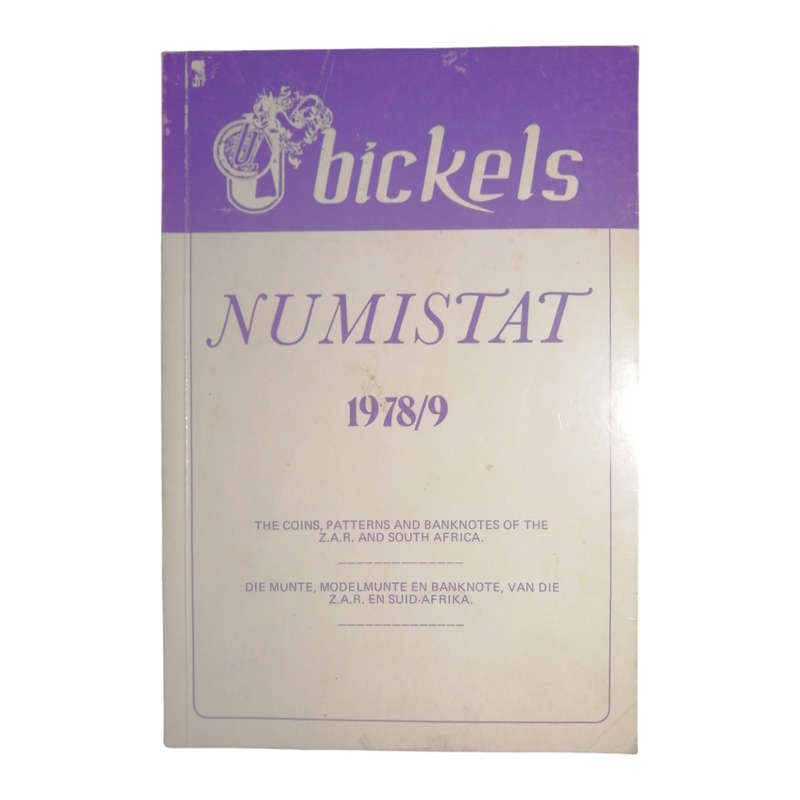 bickels
NUMISTAT
1978/9
THE COINS, PATTERNS AND BANKNOTES OF THE
Z.A.R. AND SOUTH AFRICA.
DIE MUNTE, MODELMUNTE EN BANKNOTE, VAN DIE
Z.A.R. EN SUID-AFRIKA.